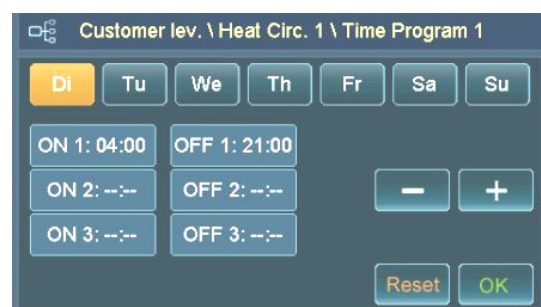 Customer lev. \ Heat Circ. 1 \ Time Program 1
Di Tu We Th Fr Sa Su
ON 1: 04:00 OFF 1: 21:00
ON 2: --:-- OFF 2: --:--
ON 3: --:-- OFF 3: --:--
− +
Reset OK